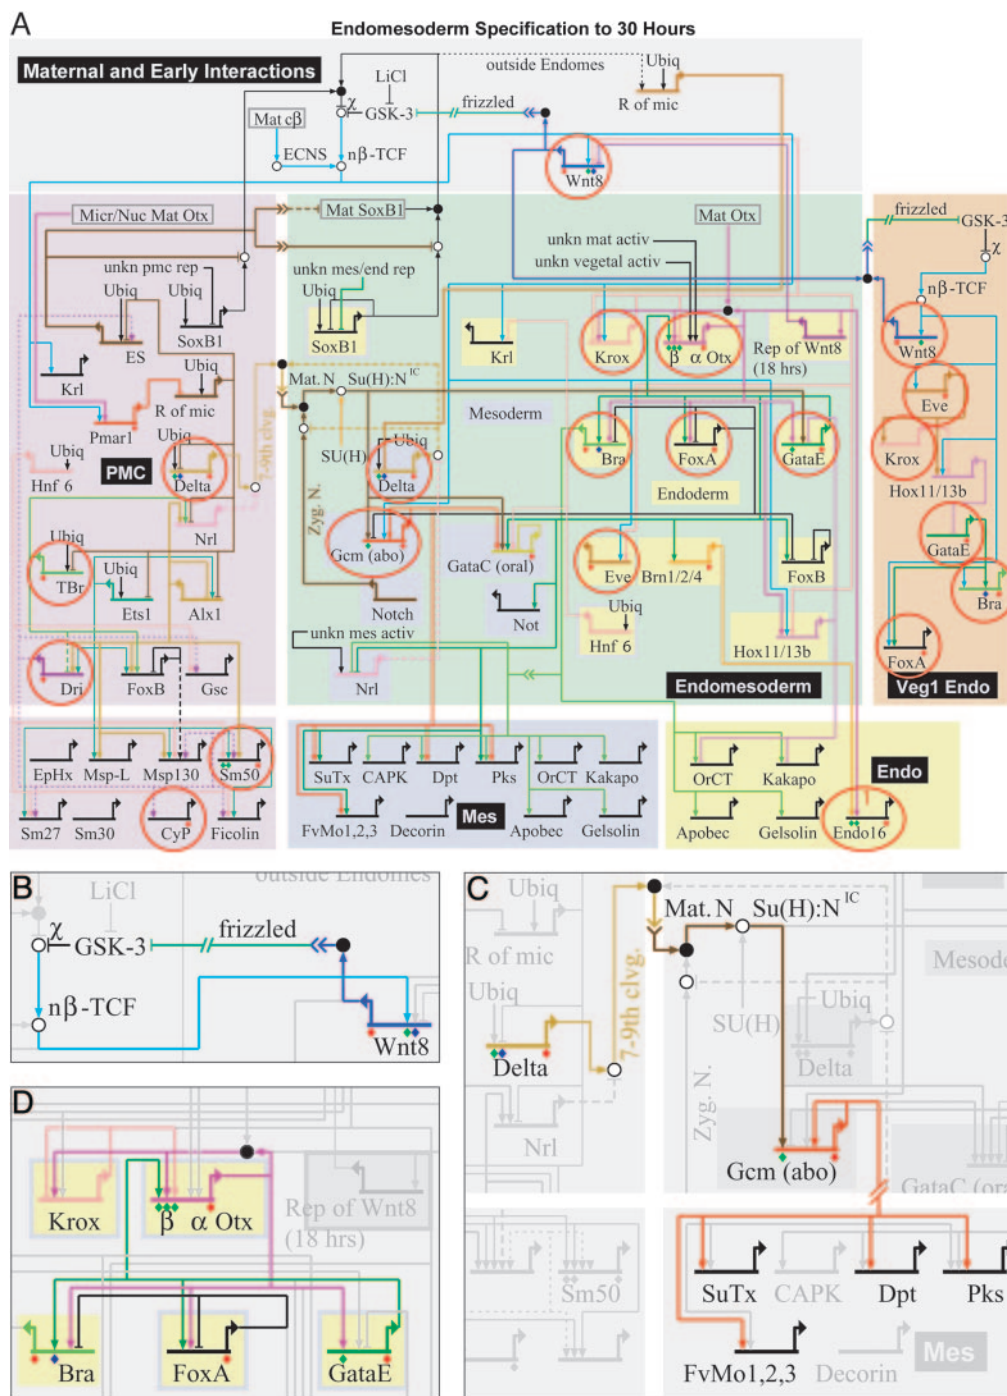 A
Endomesoderm Specification to 30 Hours
Maternal and Early Interactions
LiCl
outside Endomes
Ubiq
R of mic
χ
GSK-3
frizzled
Mat cβ
ECNS
nβ-TCF
Wnt8
Micr/Nuc Mat Otx
Mat SoxB1
Mat Otx
frizzled
GSK-3
χ
unkn pmc rep
unkn mes/end rep
unkn mat activ
unkn vegetal activ
nβ-TCF
Ubiq
Ubiq
Ubiq
ES
SoxB1
SoxB1
Krl
Krox
β α Otx
Rep of Wnt8
(18 hrs)
Wnt8
Krl
Ubiq
R of mic
Pmar1
Mat. N
Su(H):N IC
Mesoderm
Eve
Ubiq
PMC
Ubiq
Hnf 6
Delta
7-9th clvg.
SU(H)
Ubiq
Delta
Bra
FoxA
GataE
Krox
Hox11/13b
Nrl
Zyg. N.
Endoderm
Gcm (abo)
GataC (oral)
GataE
Ubiq
TBr
Ubiq
Ets1
Alx1
Notch
Not
Eve
Brn1/2/4
FoxB
Bra
unkn mes activ
Ubiq
Hnf 6
Hox11/13b
FoxA
Dri
FoxB
Gsc
Nrl
Endomesoderm
Veg1 Endo
EpHx
Msp-L
Msp130
Sm50
SuTx
CAPK
Dpt
Pks
OrCT
Kakapo
OrCT
Kakapo
Endo
Sm27
Sm30
CyP
Ficolin
FvMo1,2,3
Decorin
Mes
Apobec
Gelsolin
Apobec
Gelsolin
Endo16
B
LiCl
outside Endomes
χ
GSK-3
frizzled
nβ-TCF
Wnt8
C
Ubiq
R of mic
Mat. N
Su(H):N IC
Mesode
Ubiq
Delta
7-9th clvg.
SU(H)
Ubiq
Delta
Nrl
Zyg. N.
Gcm (abo)
GataC (ora
Sm50
SuTx
CAPK
Dpt
Pks
FvMo1,2,3
Decorin
Mes
D
Krox
β α Otx
Rep of Wnt8
(18 hrs)
Bra
FoxA
GataE